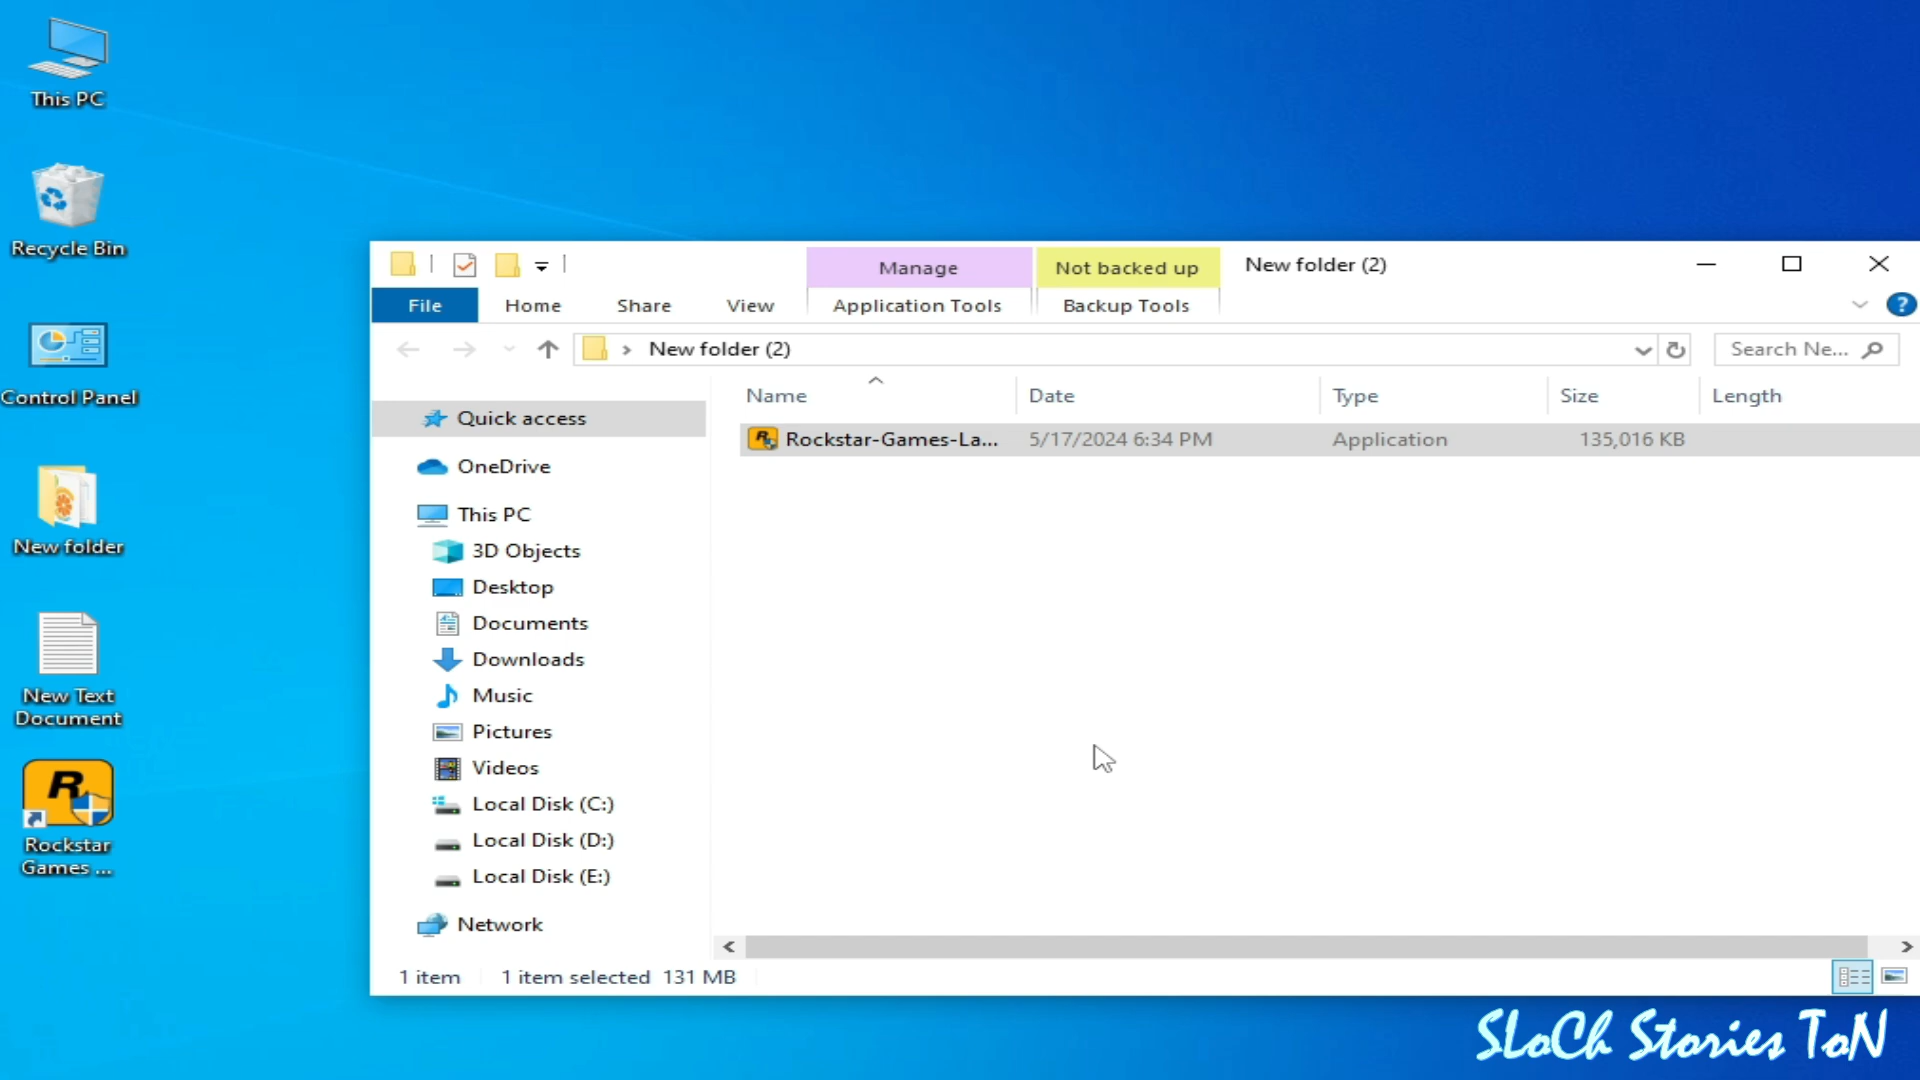 This PC
Recycle Bin
Control Panel
New folder
New Text
Document
Rockstar
Games ...
Manage
Not backed up
New folder (2)
File
Home
Share
View
Application Tools
Backup Tools
?
New folder (2)
Search Ne...
Name
Date
Type
Size
Length
Rockstar-Games-La...
5/17/2024 6:34 PM
Application
135,016 KB
Quick access
OneDrive
This PC
3D Objects
Desktop
Documents
Downloads
Music
Pictures
Videos
Local Disk (C:)
Local Disk (D:)
Local Disk (E:)
Network
1 item
1 item selected 131 MB
SLoCh Stories ToN